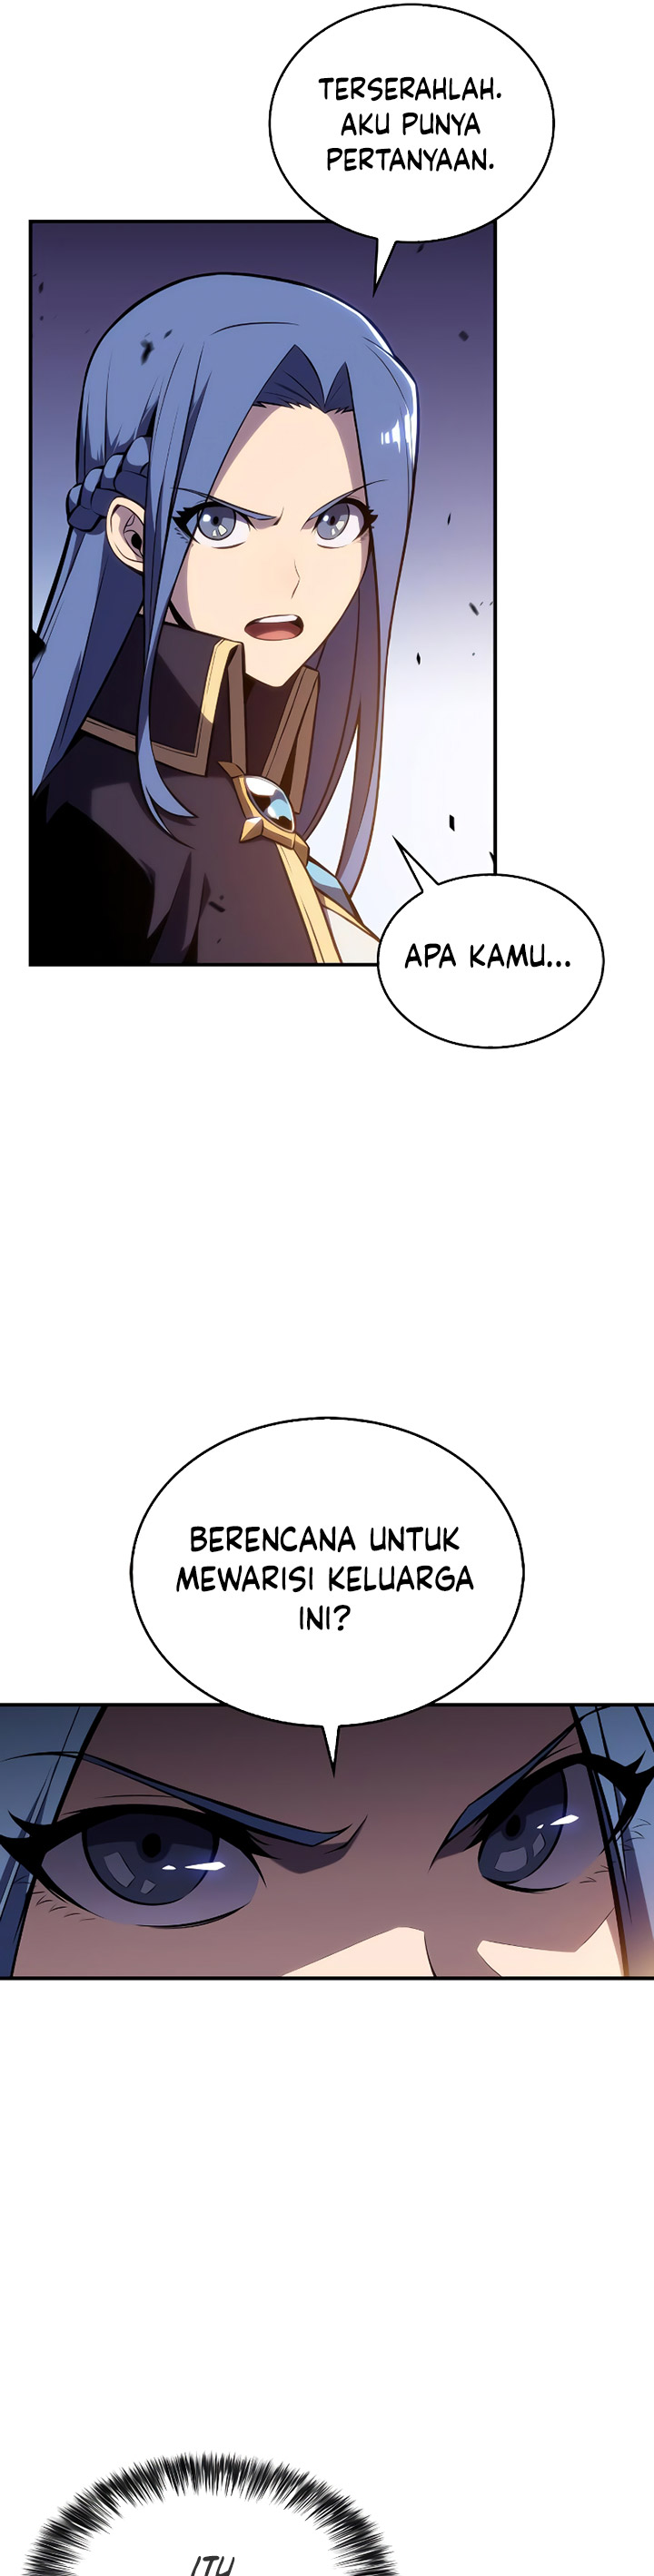 TERSERAHLAH.
AKU PUNYA
PERTANYAAN.
APA KAMU...
BERENCANA UNTUK
MEWARISI KELUARGA
INI?
ITU